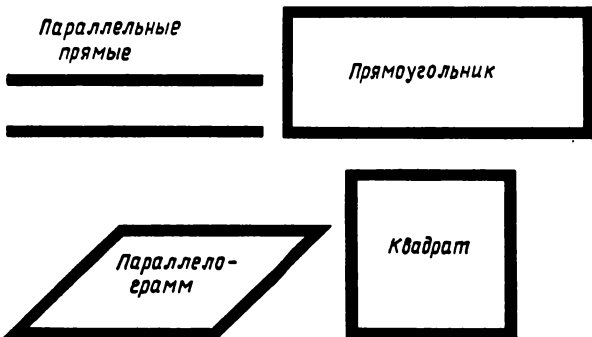 Параллельные
прямые
Прямоугольник
Параллело-
грамм
Квадрат